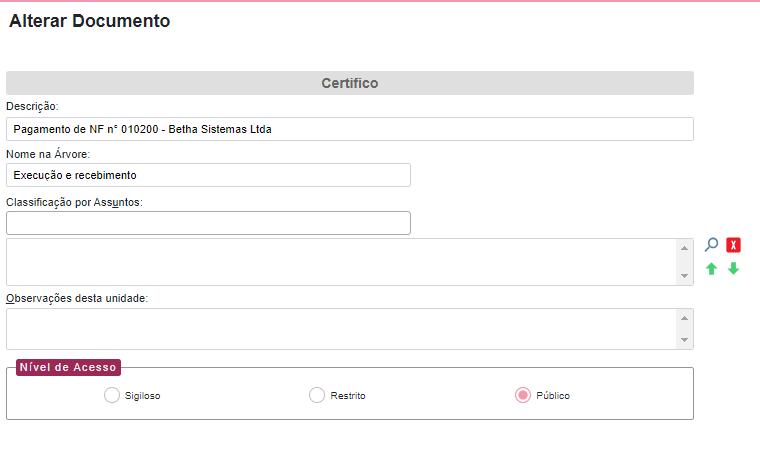 Alterar Documento
Certifico
Descrição:
Pagamento de NF n° 010200 - Betha Sistemas Ltda
Nome na Árvore:
Execução e recebimento
Classificação por Assuntos:
Observações desta unidade:
Nível de Acesso
Sigiloso Restrito Público